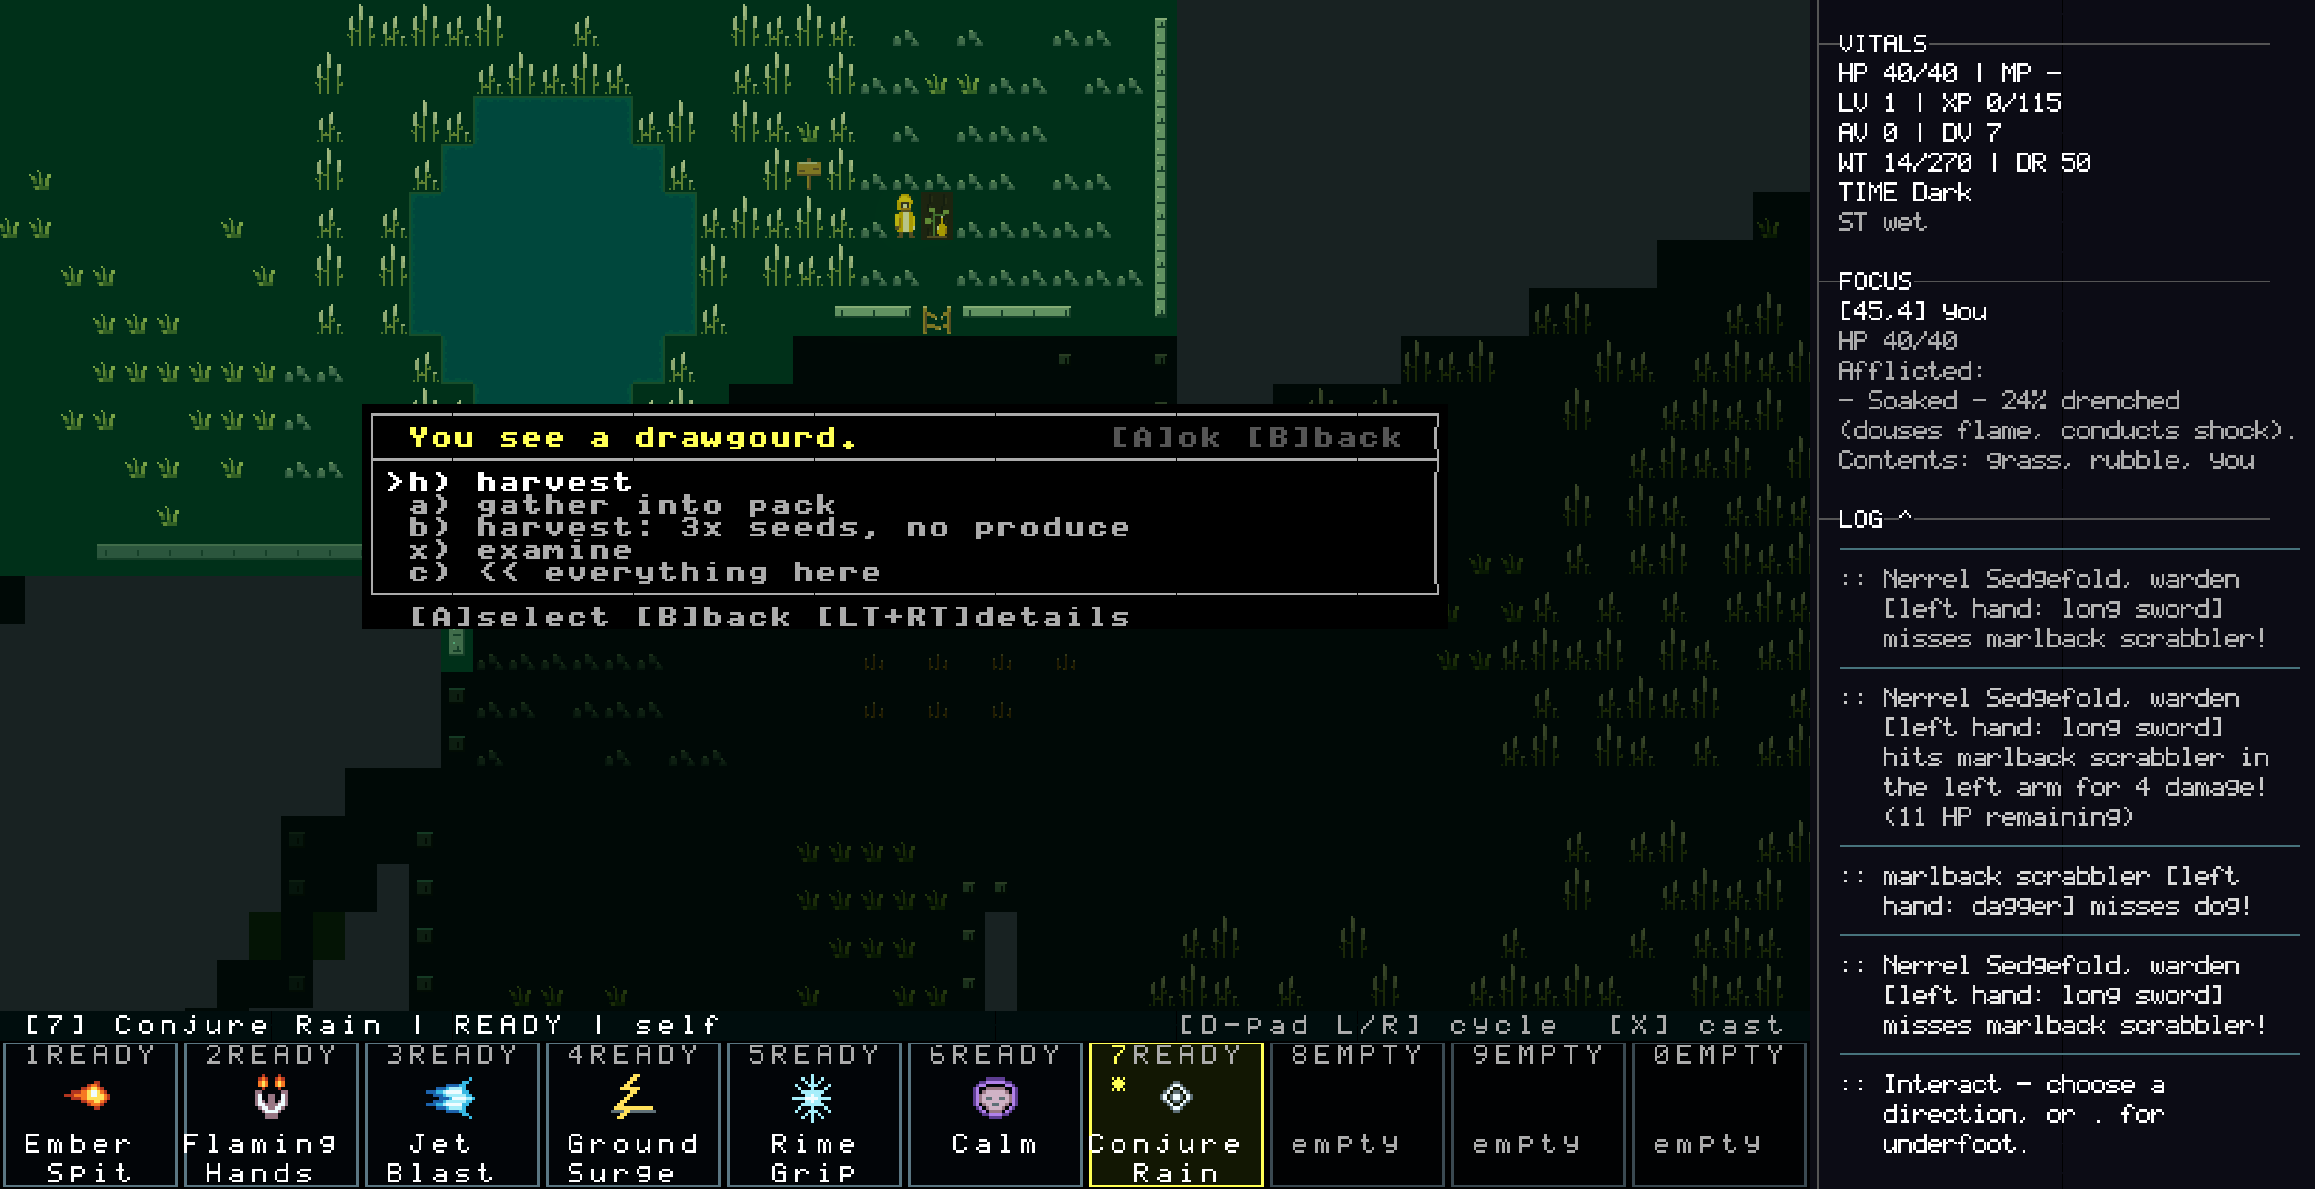 VITALS
HP 40/40 | MP -
LV 1 | XP 0/115
AV 0 | DV 7
WT 14/270 | DR 50
TIME Dark
ST wet
FOCUS
[45,4] You
HP 40/40
Afflicted:
- Soaked - 24% drenched
(douses flame, conducts shock).
Contents: grass, rubble, you
LOG ^
:: Nerrel Sedgefold, warden
[left hand: long sword]
misses marlback scrabbler!
:: Nerrel Sedgefold, warden
[left hand: long sword]
hits marlback scrabbler in
the left arm for 4 damage!
(11 HP remaining)
:: marlback scrabbler [left
hand: dagger] misses dog!
:: Nerrel Sedgefold, warden
[left hand: long sword]
misses marlback scrabbler!
:: Interact - choose a
direction, or . for
underfoot.
You see a drawgourd. [A]ok [B]back
>h) harvest
a) gather into pack
b) harvest: 3x seeds, no produce
x) examine
c) << everything here
[A]select [B]back [LT+RT]details
[7] Conjure Rain | READY | self [D-pad L/R] cycle [X] cast
1READY 2READY 3READY 4READY 5READY 6READY 7READY 8EMPTY 9EMPTY 0EMPTY
*
Ember Flaming Jet Ground Rime Calm Conjure empty empty empty
Spit Hands Blast Surge Grip Rain